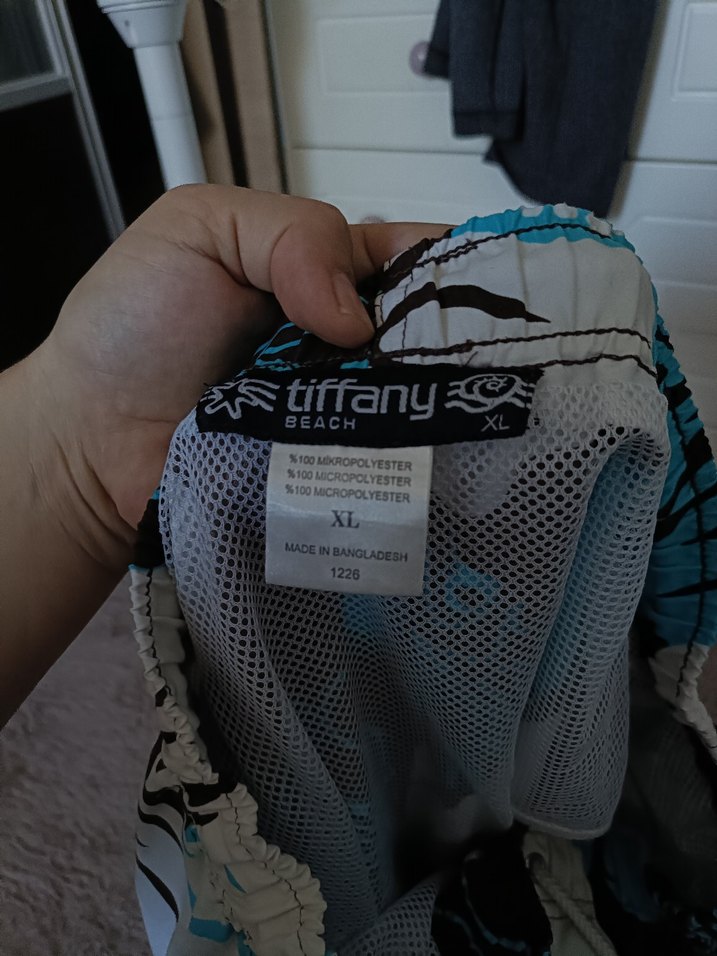 tiffany
BEACH
XL
%100 MİKROPOLYESTER
%100 MICROPOLYESTER
%100 MICROPOLYESTER
XL
MADE IN BANGLADESH
1226